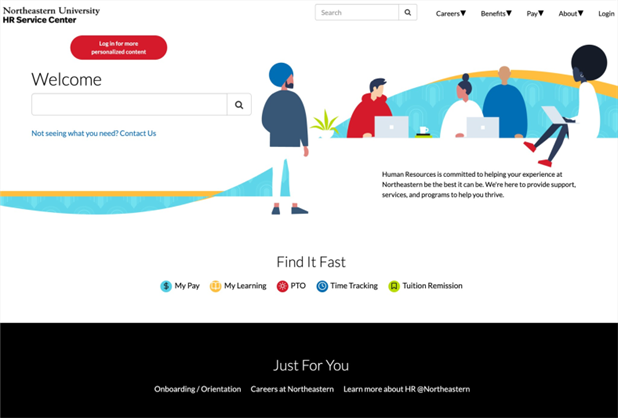 Northeastern University
HR Service Center
Search
Careers▼ Benefits▼ Pay▼ About▼ Login
Log in for more
personalized content
Welcome
Not seeing what you need? Contact Us
Human Resources is committed to helping your experience at
Northeastern be the best it can be. We're here to provide support,
services, and programs to help you thrive.
Find It Fast
$ My Pay My Learning PTO Time Tracking Tuition Remission
Just For You
Onboarding / Orientation Careers at Northeastern Learn more about HR @Northeastern